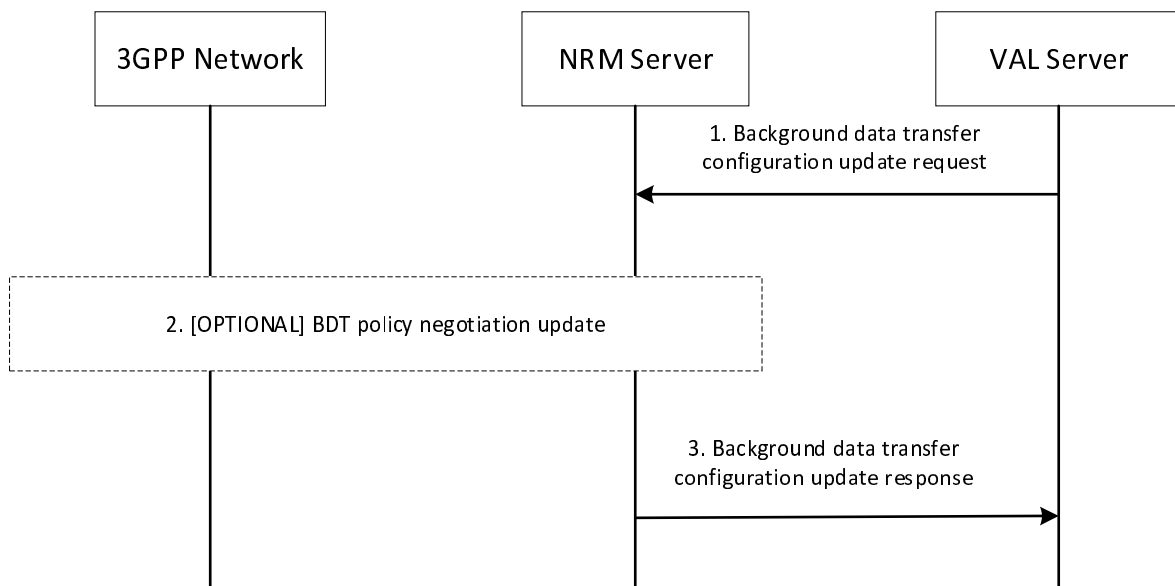 3GPP Network
NRM Server
VAL Server
1. Background data transfer
configuration update request
2. [OPTIONAL] BDT policy negotiation update
3. Background data transfer
configuration update response